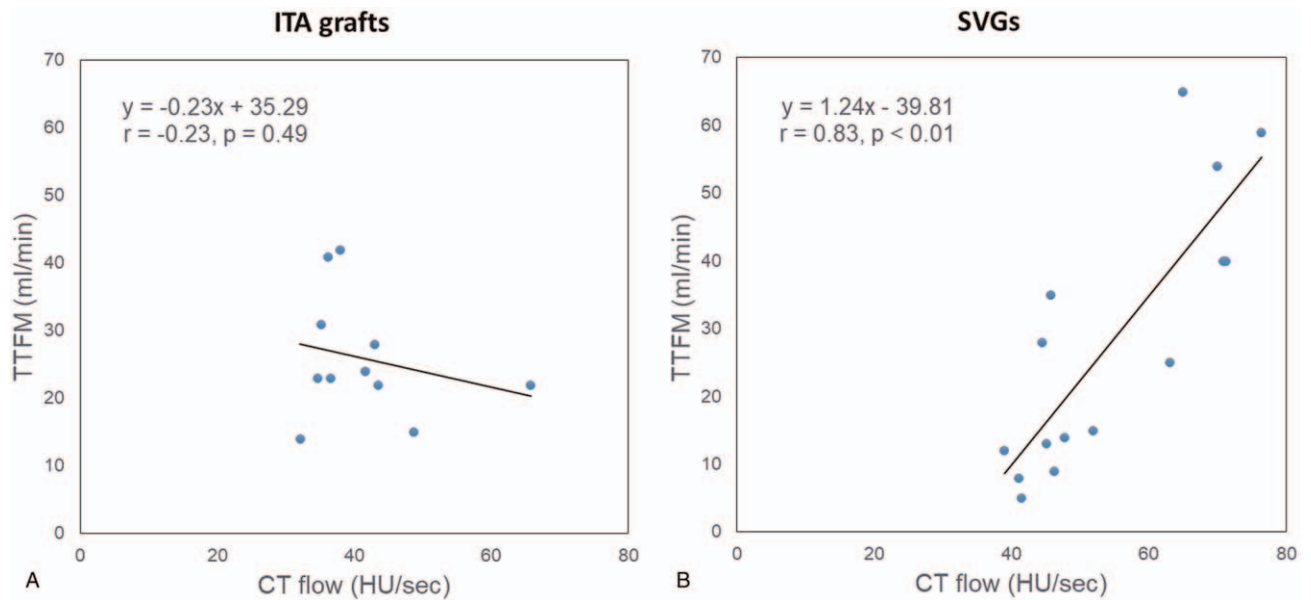 ITA grafts
y = -0.23x + 35.29
r = -0.23, p = 0.49
70
60
50
40
30
20
10
0
TTFM (ml/min)
0 20 40 60 80
CT flow (HU/sec)
A
SVGs
y = 1.24x - 39.81
r = 0.83, p < 0.01
70
60
50
40
30
20
10
0
TTFM (ml/min)
0 20 40 60 80
CT flow (HU/sec)
B